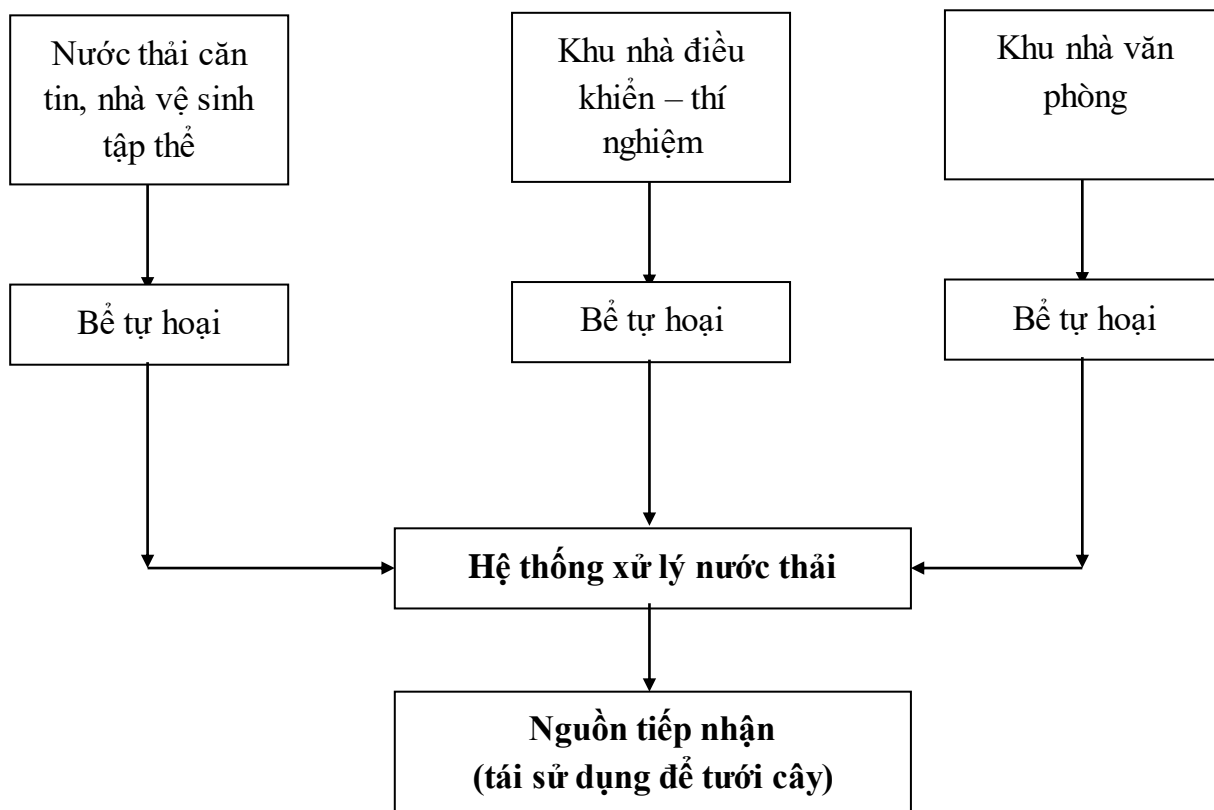 Nước thải căn
tin, nhà vệ sinh
tập thể
Khu nhà điều
khiển – thí
nghiệm
Khu nhà văn
phòng
Bể tự hoại
Bể tự hoại
Bể tự hoại
Hệ thống xử lý nước thải
Nguồn tiếp nhận
(tái sử dụng để tưới cây)